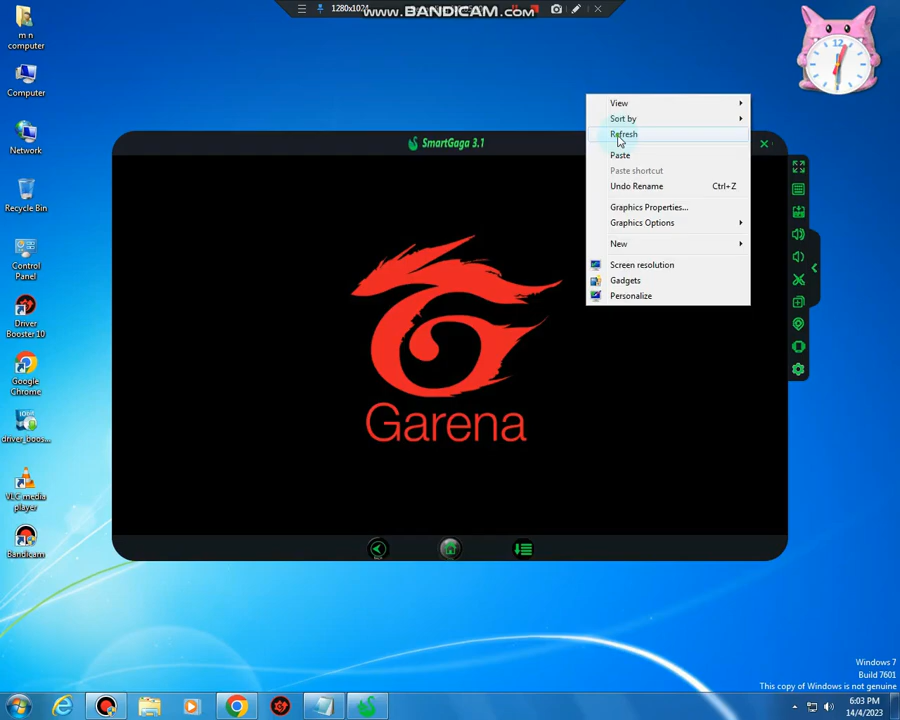 1280x1024
www.BANDICAM.com
12
m n
computer
Computer
Network
Recycle Bin
Control
Panel
Driver
Booster 10
Google
Chrome
driver_boos...
VLC media
player
Bandicam
SmartGaga 3.1
View
Sort by
Refresh
Paste
Paste shortcut
Undo Rename Ctrl+Z
Graphics Properties...
Graphics Options
New
Screen resolution
Gadgets
Personalize
Garena
Windows 7
Build 7601
This copy of Windows is not genuine
6:03 PM
14/4/2023